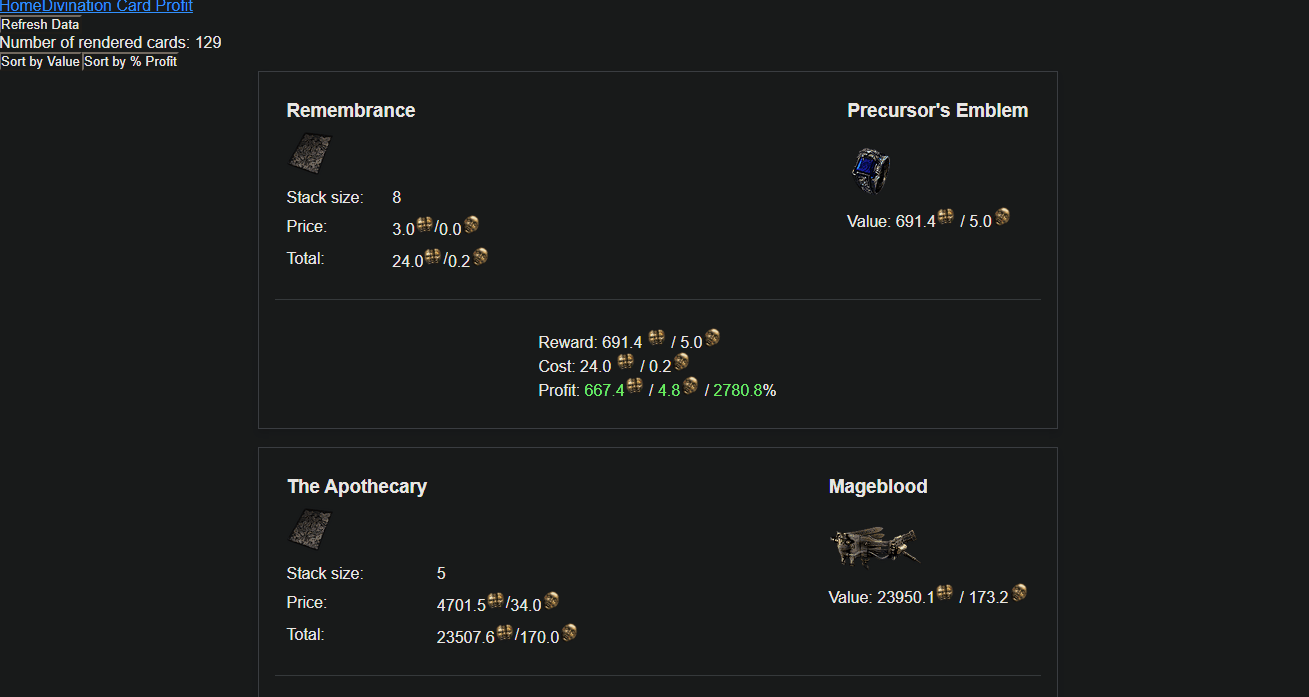 HomeDivination Card Profit
Refresh Data
Number of rendered cards: 129
Sort by Value Sort by % Profit
Remembrance
Precursor's Emblem
Stack size: 8
Price: 3.0/0.0
Total: 24.0/0.2
Value: 691.4 / 5.0
Reward: 691.4 / 5.0
Cost: 24.0 / 0.2
Profit: 667.4 / 4.8 / 2780.8%
The Apothecary
Mageblood
Stack size: 5
Price: 4701.5/34.0
Total: 23507.6/170.0
Value: 23950.1 / 173.2